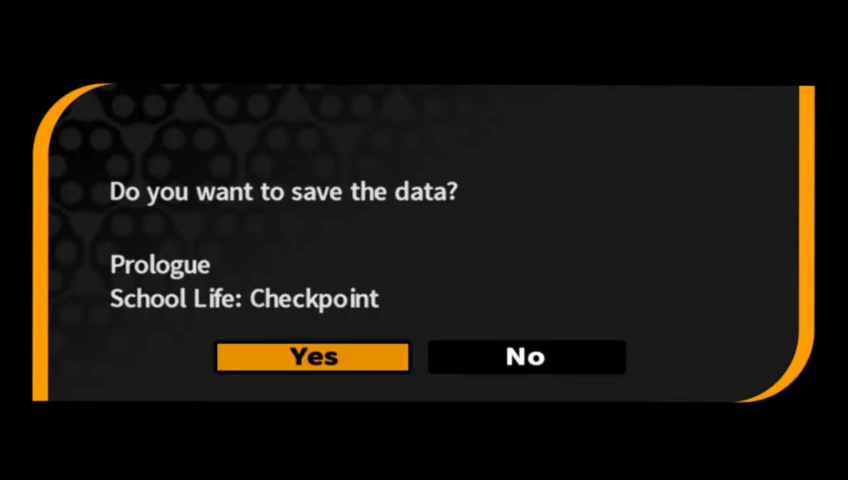 Do you want to save the data?
Prologue
School Life: Checkpoint
Yes
No